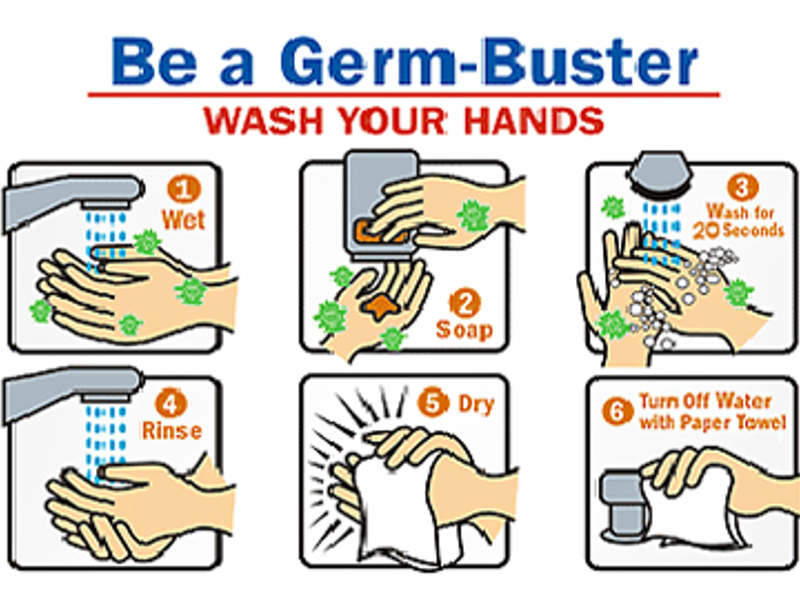 Be a Germ-Buster
WASH YOUR HANDS
1
Wet
2
Soap
3
Wash for
20 Seconds
4
Rinse
5 Dry
6 Turn Off Water
with Paper Towel